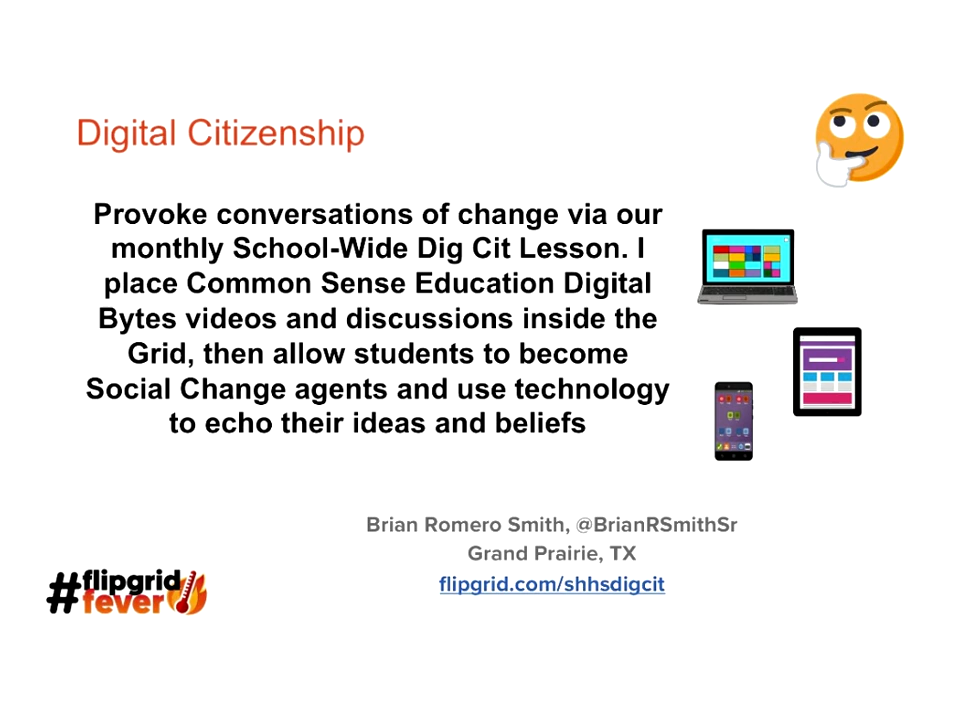 Digital Citizenship
Provoke conversations of change via our
monthly School-Wide Dig Cit Lesson. I
place Common Sense Education Digital
Bytes videos and discussions inside the
Grid, then allow students to become
Social Change agents and use technology
to echo their ideas and beliefs
Brian Romero Smith, @BrianRSmithSr
Grand Prairie, TX
flipgrid.com/shhsdigcit
#flipgrid
fever